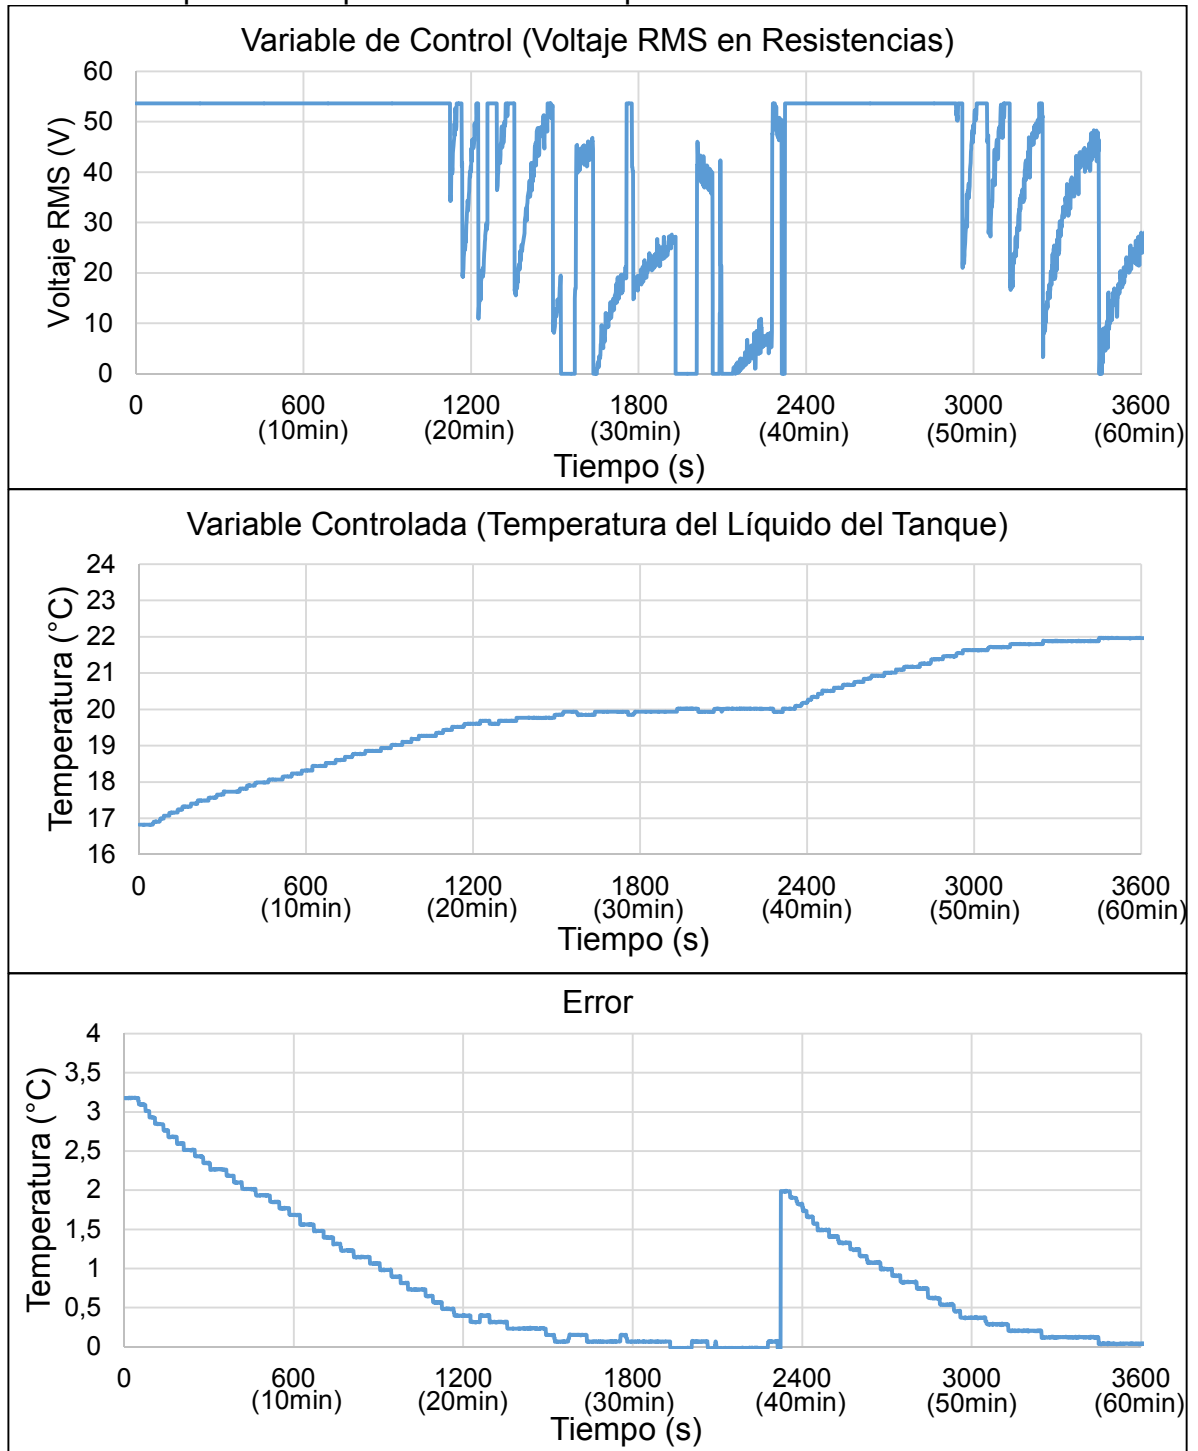 Variable de Control (Voltaje RMS en Resistencias)
Voltaje RMS (V)
60
50
40
30
20
10
0
0 600 1200 1800 2400 3000 3600
(10min) (20min) (30min) (40min) (50min) (60min)
Tiempo (s)
Variable Controlada (Temperatura del Líquido del Tanque)
Temperatura (°C)
24
23
22
21
20
19
18
17
16
0 600 1200 1800 2400 3000 3600
(10min) (20min) (30min) (40min) (50min) (60min)
Tiempo (s)
Error
Temperatura (°C)
4
3,5
3
2,5
2
1,5
1
0,5
0
0 600 1200 1800 2400 3000 3600
(10min) (20min) (30min) (40min) (50min) (60min)
Tiempo (s)